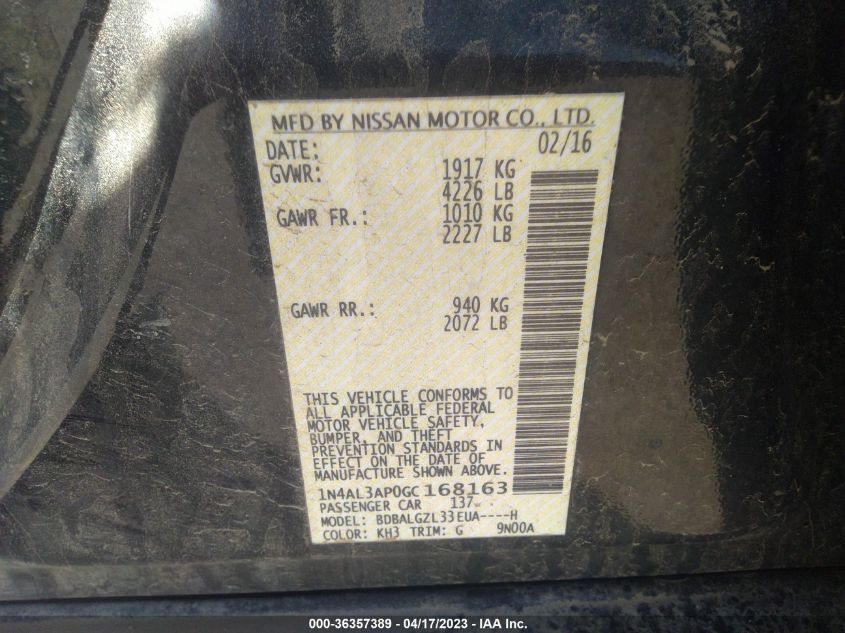 MFD BY NISSAN MOTOR CO., LTD.
DATE: 02/16
GVWR: 1917 KG
4226 LB
GAWR FR.: 1010 KG
2227 LB
GAWR RR.: 940 KG
2072 LB
THIS VEHICLE CONFORMS TO
ALL APPLICABLE FEDERAL
MOTOR VEHICLE SAFETY,
BUMPER, AND THEFT
PREVENTION STANDARDS IN
EFFECT ON THE DATE OF
MANUFACTURE SHOWN ABOVE.
1N4AL3AP0GC168163
PASSENGER CAR 137
MODEL: BDBALGZL33EUA----H
COLOR: KH3 TRIM: G 9N00A
000-36357389 - 04/17/2023 - IAA Inc.